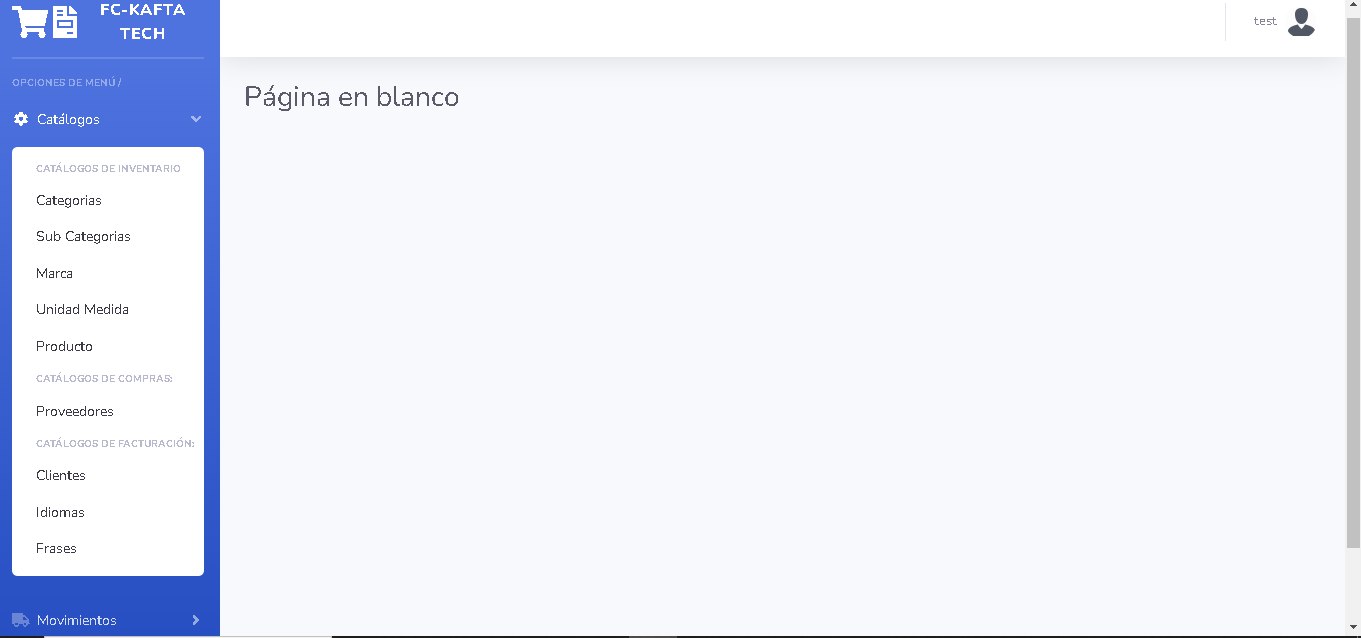 FC-KAFTA
TECH
test
OPCIONES DE MENÚ /
Página en blanco
Catálogos
CATÁLOGOS DE INVENTARIO
Categorias
Sub Categorias
Marca
Unidad Medida
Producto
CATÁLOGOS DE COMPRAS:
Proveedores
CATÁLOGOS DE FACTURACIÓN:
Clientes
Idiomas
Frases
Movimientos